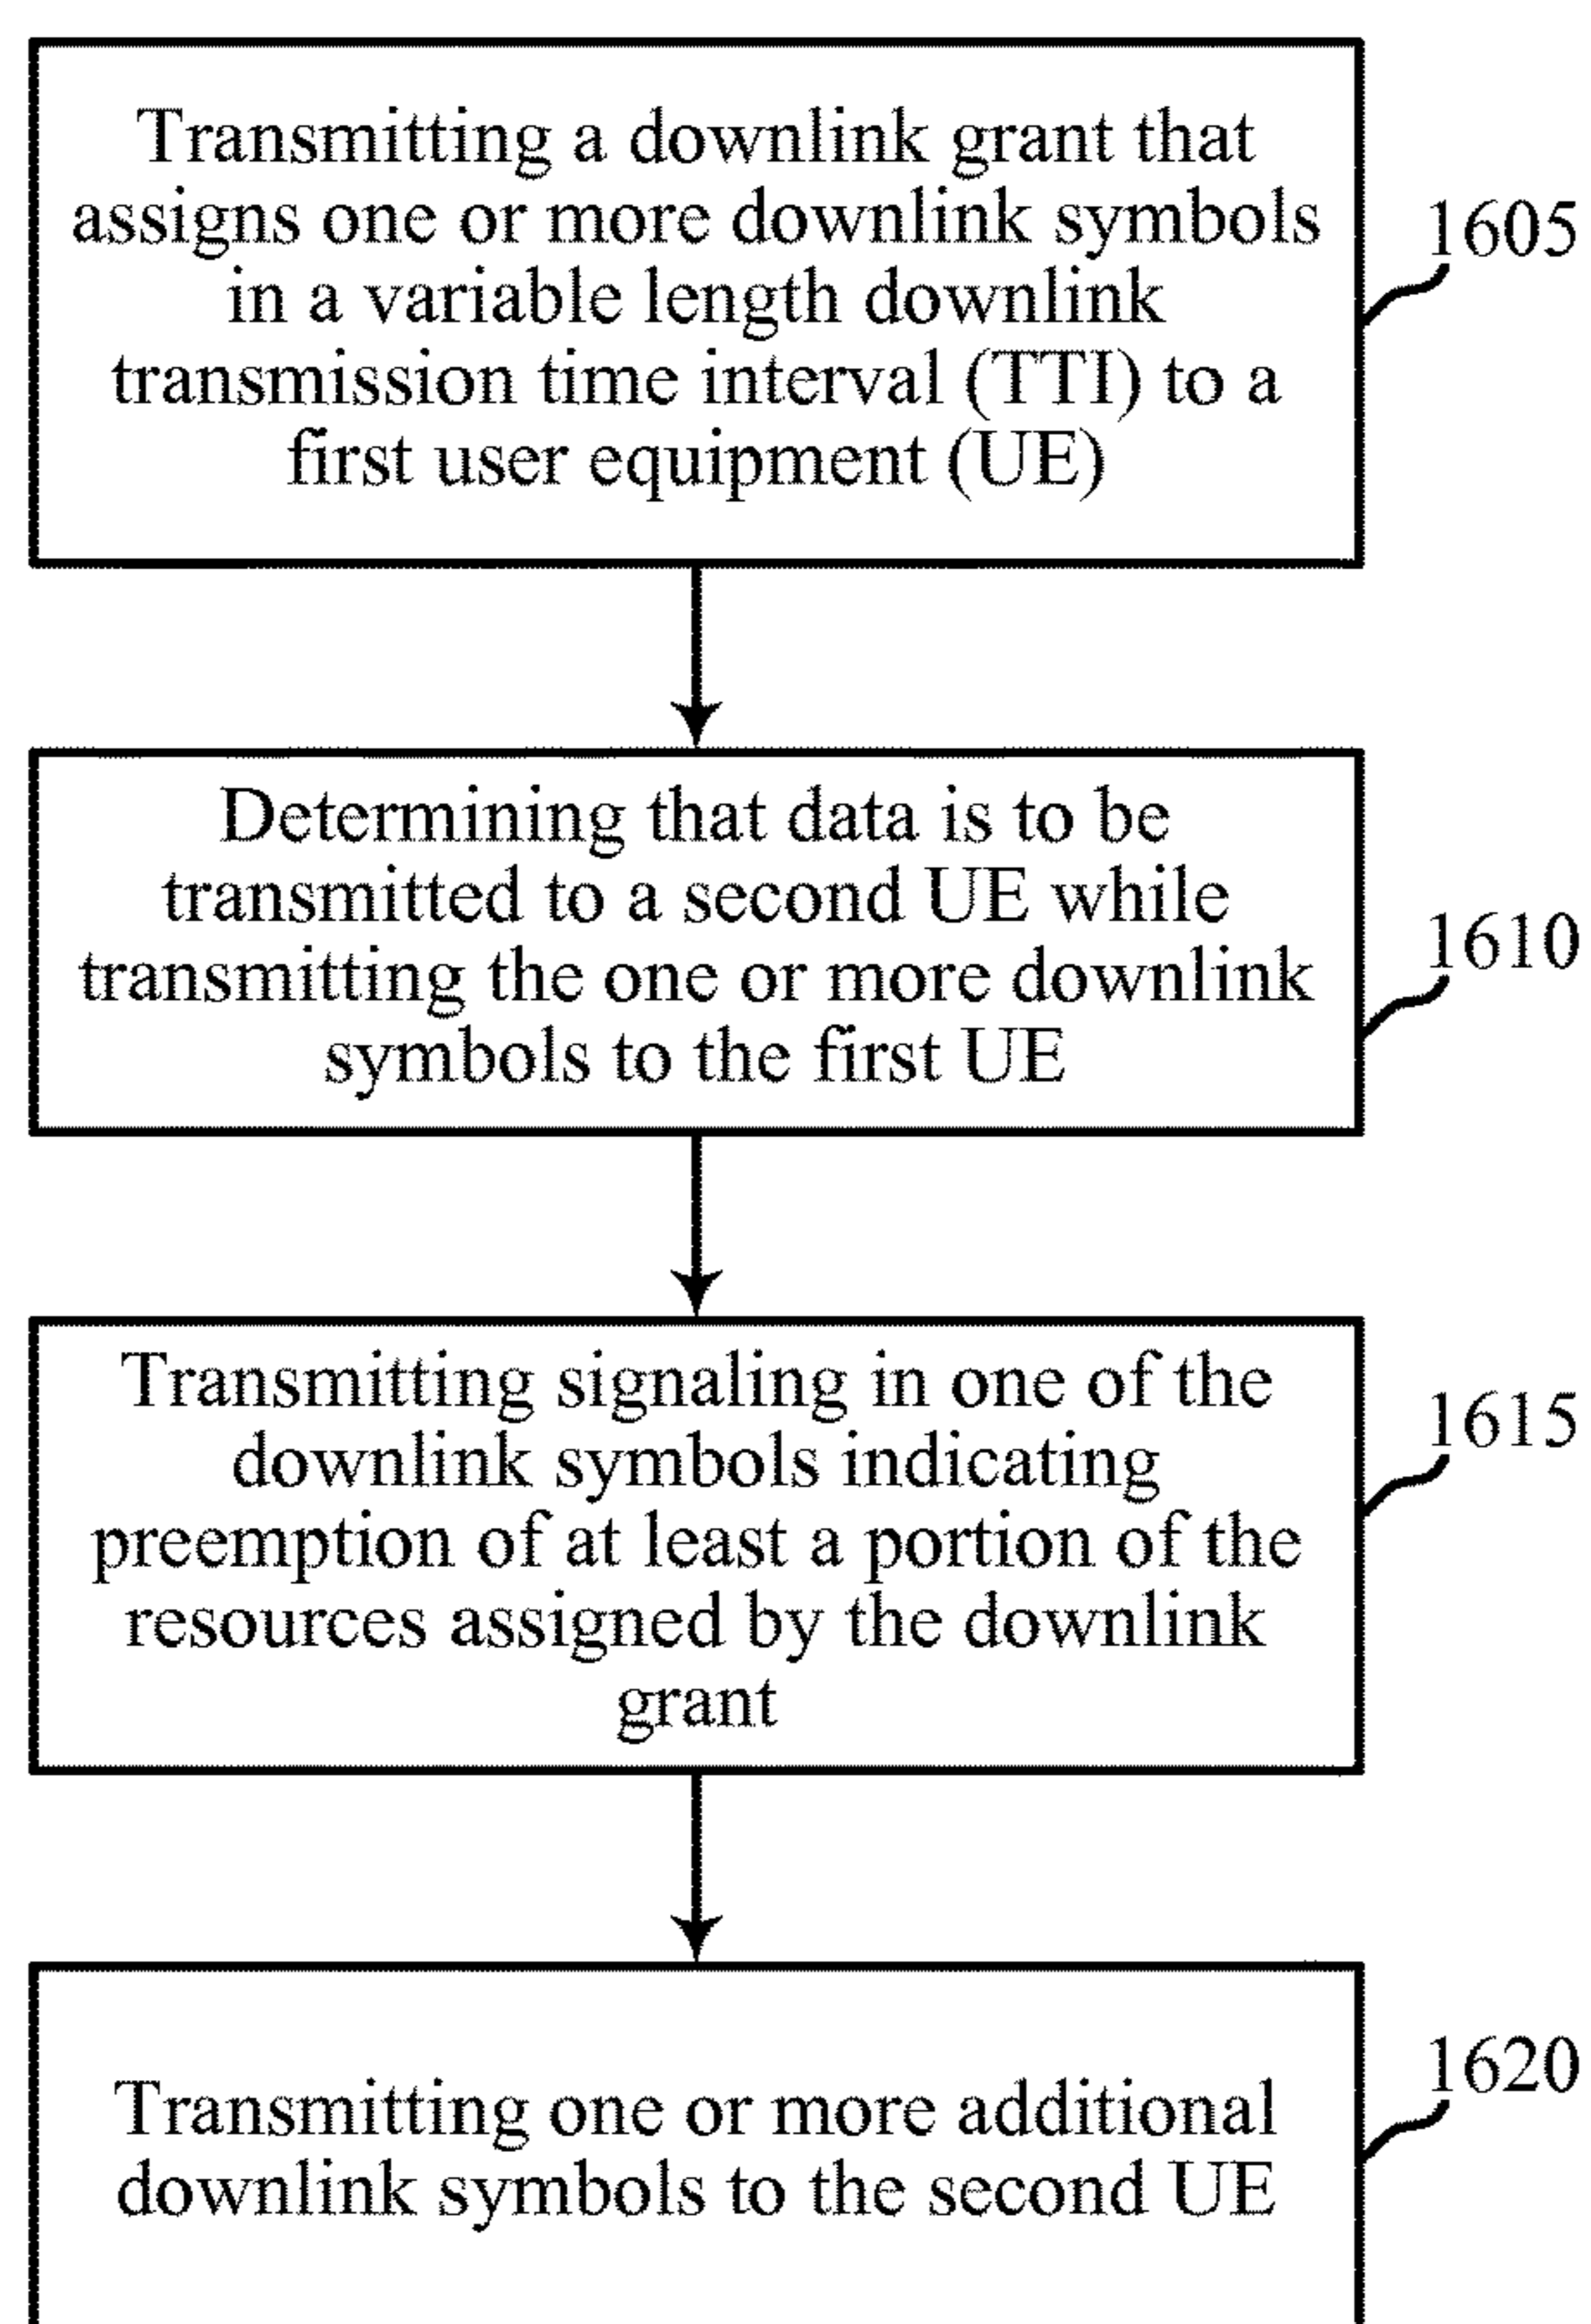 Transmitting a downlink grant that
assigns one or more downlink symbols
in a variable length downlink
transmission time interval (TTI) to a
first user equipment (UE)
1605
Determining that data is to be
transmitted to a second UE while
transmitting the one or more downlink
symbols to the first UE
1610
Transmitting signaling in one of the
downlink symbols indicating
preemption of at least a portion of the
resources assigned by the downlink
grant
1615
Transmitting one or more additional
downlink symbols to the second UE
1620